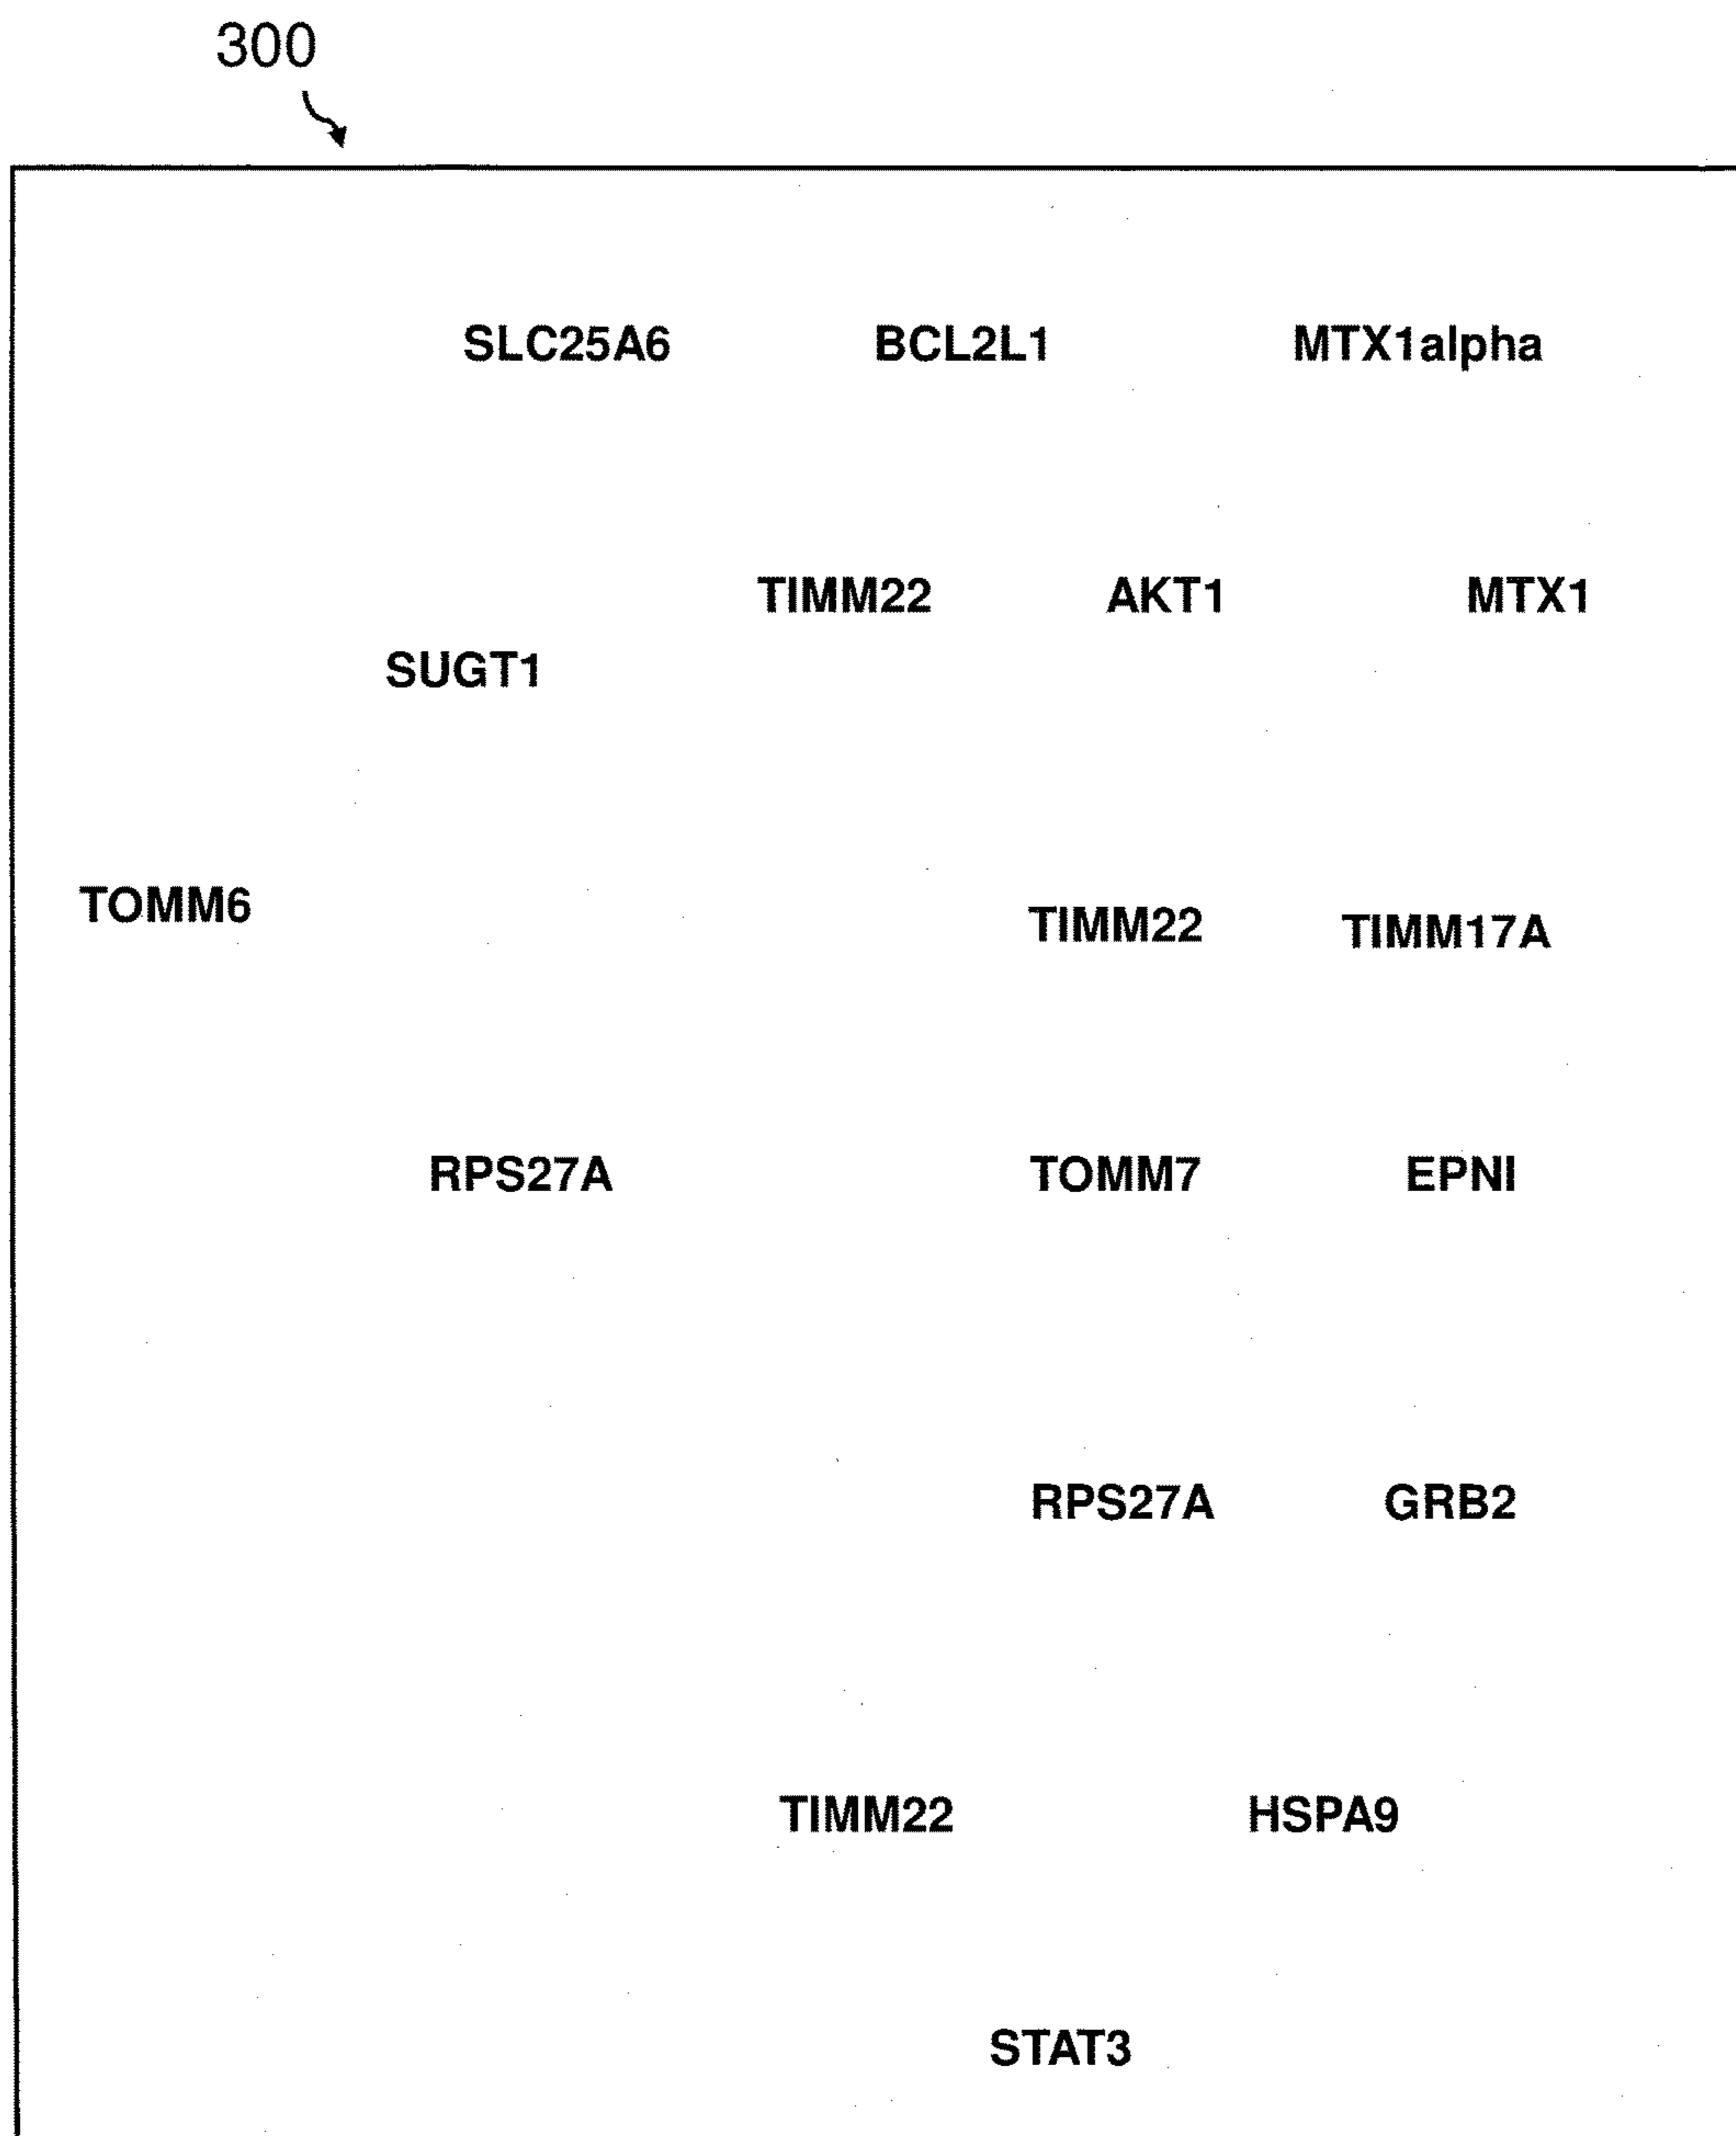 300
SLC25A6 BCL2L1 MTX1alpha
TIMM22 AKT1 MTX1
SUGT1
TOMM6 TIMM22 TIMM17A
RPS27A TOMM7 EPNI
RPS27A GRB2
TIMM22 HSPA9
STAT3